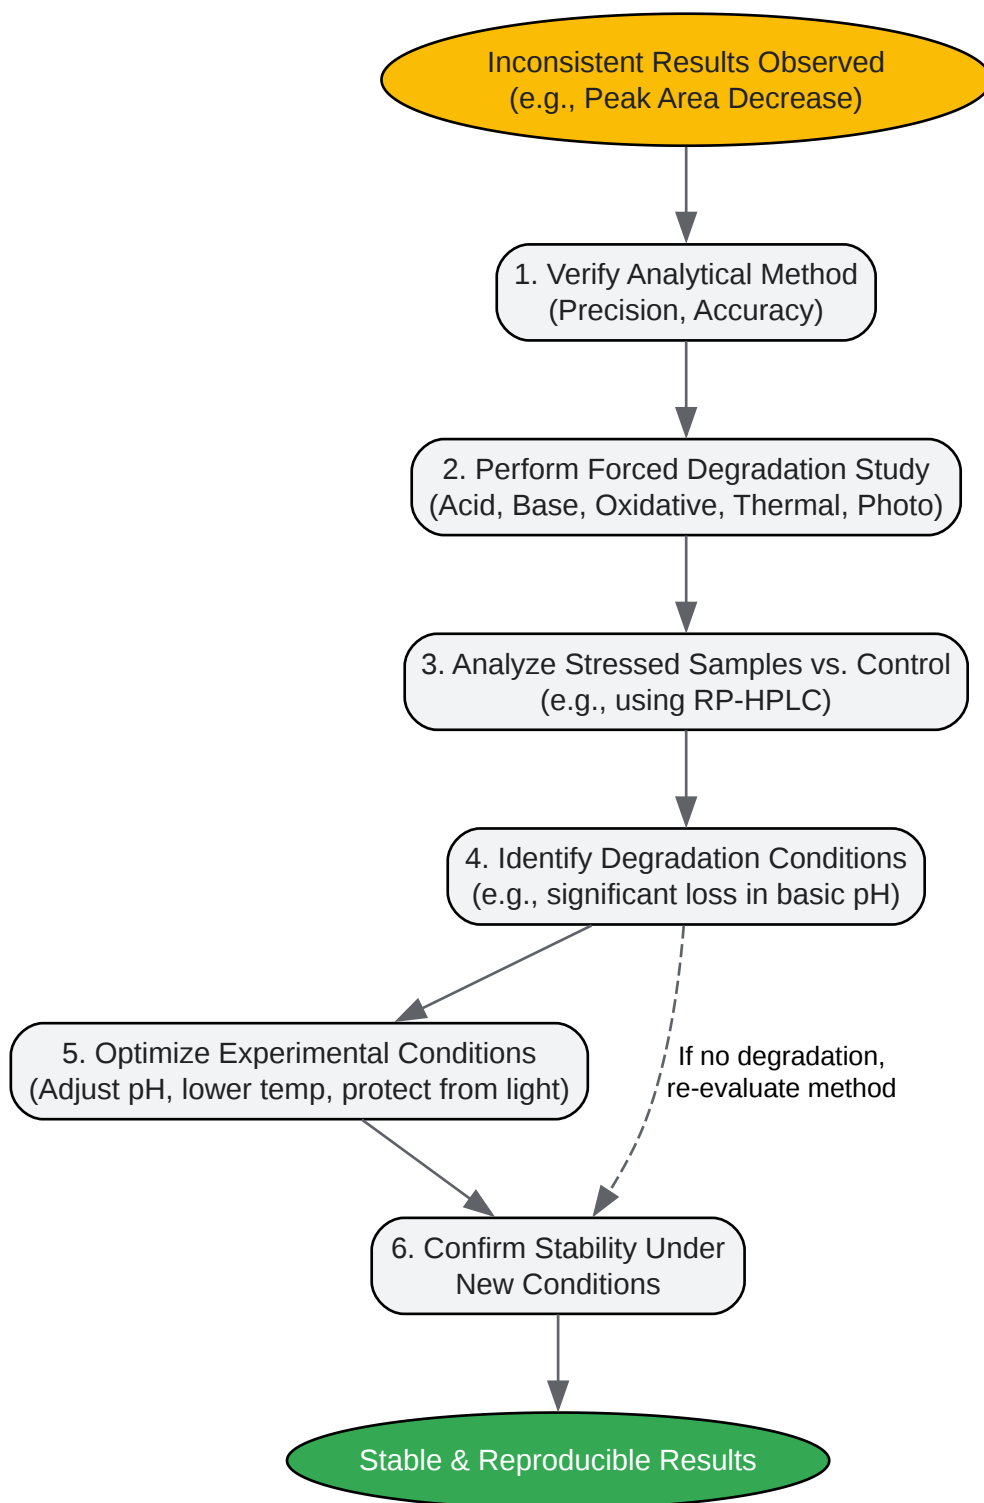 Inconsistent Results Observed
(e.g., Peak Area Decrease)
1. Verify Analytical Method
(Precision, Accuracy)
2. Perform Forced Degradation Study
(Acid, Base, Oxidative, Thermal, Photo)
3. Analyze Stressed Samples vs. Control
(e.g., using RP-HPLC)
4. Identify Degradation Conditions
(e.g., significant loss in basic pH)
5. Optimize Experimental Conditions
(Adjust pH, lower temp, protect from light)
If no degradation,
re-evaluate method
6. Confirm Stability Under
New Conditions
Stable & Reproducible Results